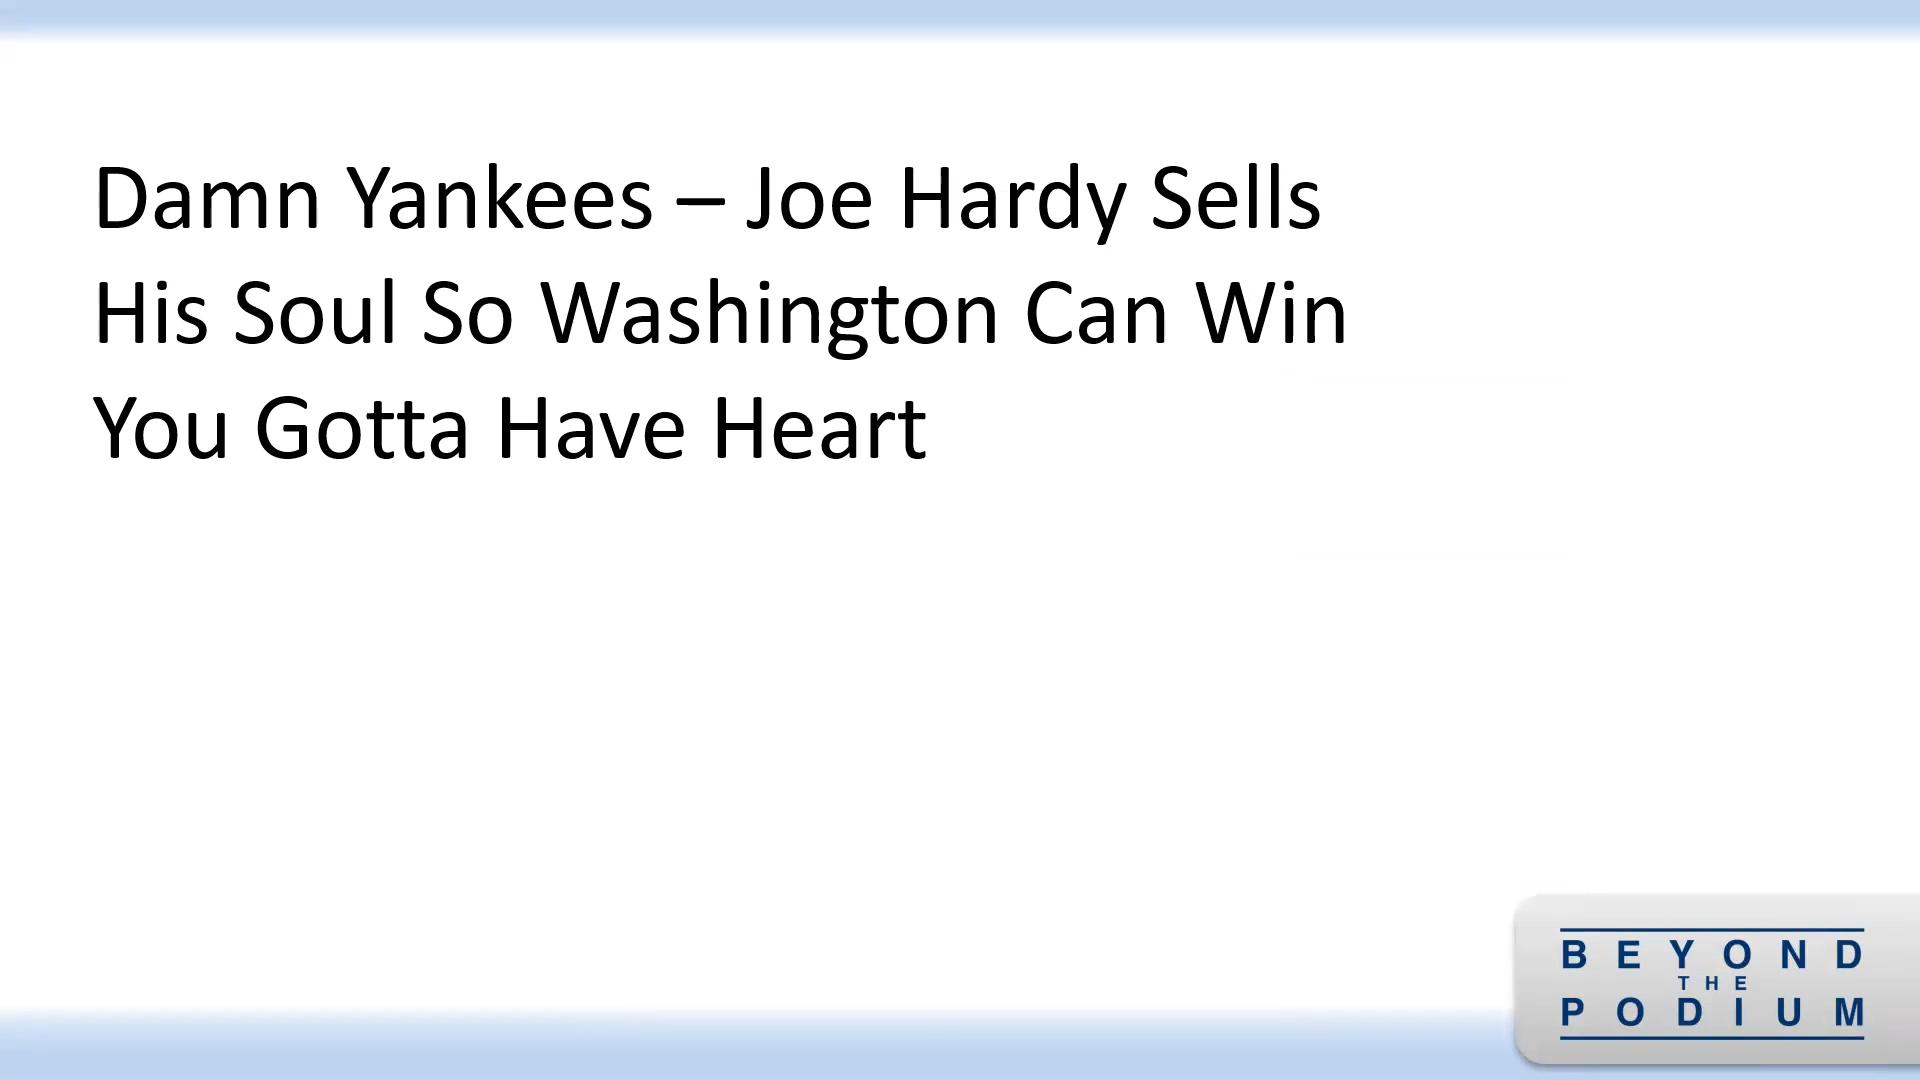 Damn Yankees – Joe Hardy Sells
His Soul So Washington Can Win
You Gotta Have Heart
BEYOND
THE
PODIUM